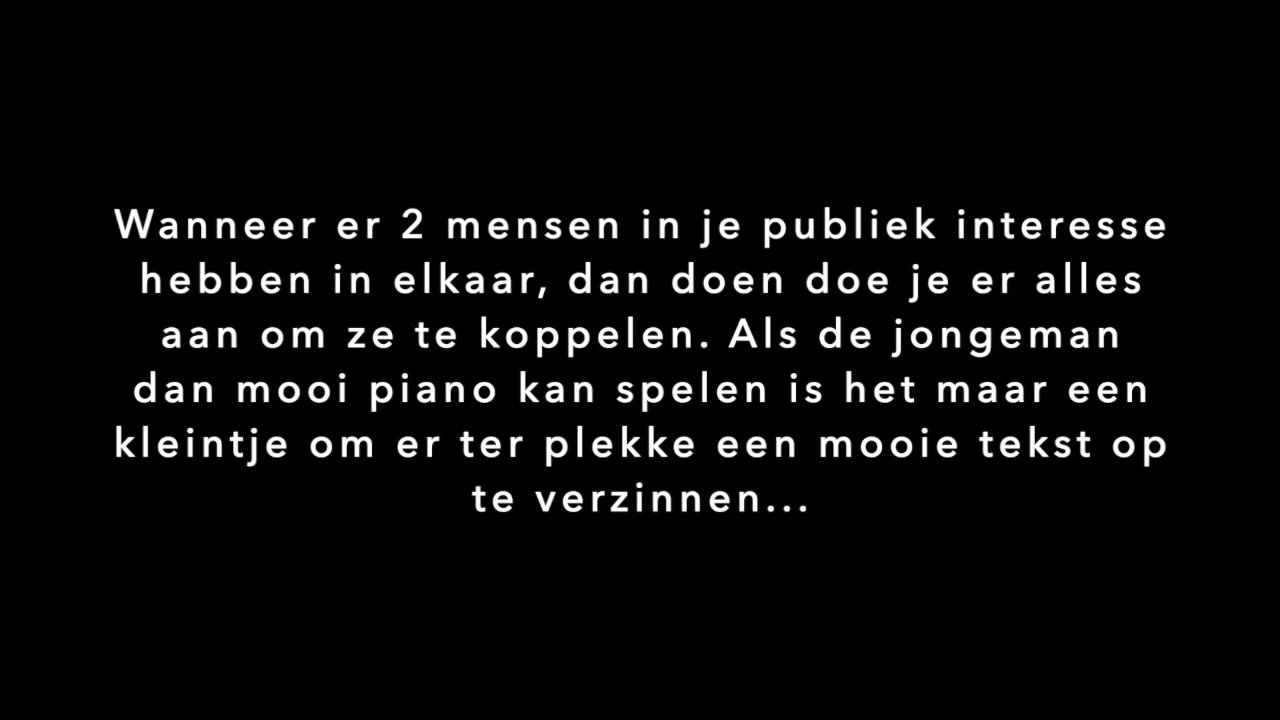 Wanneer er 2 mensen in je publiek interesse
hebben in elkaar, dan doen doe je er alles
aan om ze te koppelen. Als de jongeman
dan mooi piano kan spelen is het maar een
kleintje om er ter plekke een mooie tekst op
te verzinnen...